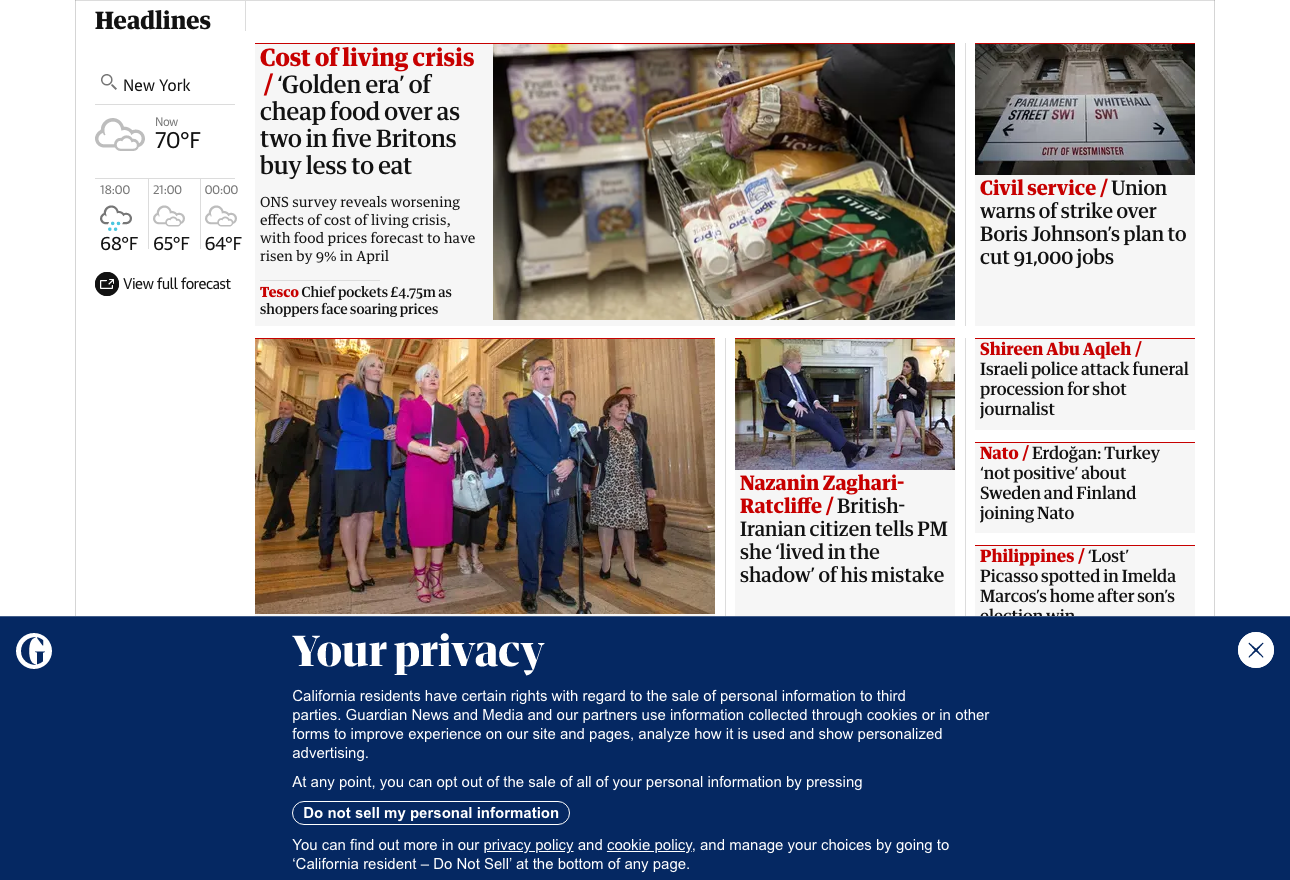 Headlines
New York
Now
70°F
18:00
21:00
00:00
68°F
65°F
64°F
View full forecast
Cost of living crisis
/ ‘Golden era’ of
cheap food over as
two in five Britons
buy less to eat
ONS survey reveals worsening
effects of cost of living crisis,
with food prices forecast to have
risen by 9% in April
Tesco Chief pockets £4.75m as
shoppers face soaring prices
PARLIAMENT
STREET SW1
WHITEHALL
SW1
CITY OF WESTMINSTER
Civil service / Union
warns of strike over
Boris Johnson’s plan to
cut 91,000 jobs
Nazanin Zaghari-
Ratcliffe / British-
Iranian citizen tells PM
she ‘lived in the
shadow’ of his mistake
Shireen Abu Aqleh /
Israeli police attack funeral
procession for shot
journalist
Nato / Erdoğan: Turkey
‘not positive’ about
Sweden and Finland
joining Nato
Philippines / ‘Lost’
Picasso spotted in Imelda
Marcos’s home after son’s
election win
G
Your privacy
California residents have certain rights with regard to the sale of personal information to third
parties. Guardian News and Media and our partners use information collected through cookies or in other
forms to improve experience on our site and pages, analyze how it is used and show personalized
advertising.
At any point, you can opt out of the sale of all of your personal information by pressing
Do not sell my personal information
You can find out more in our privacy policy and cookie policy, and manage your choices by going to
‘California resident – Do Not Sell’ at the bottom of any page.